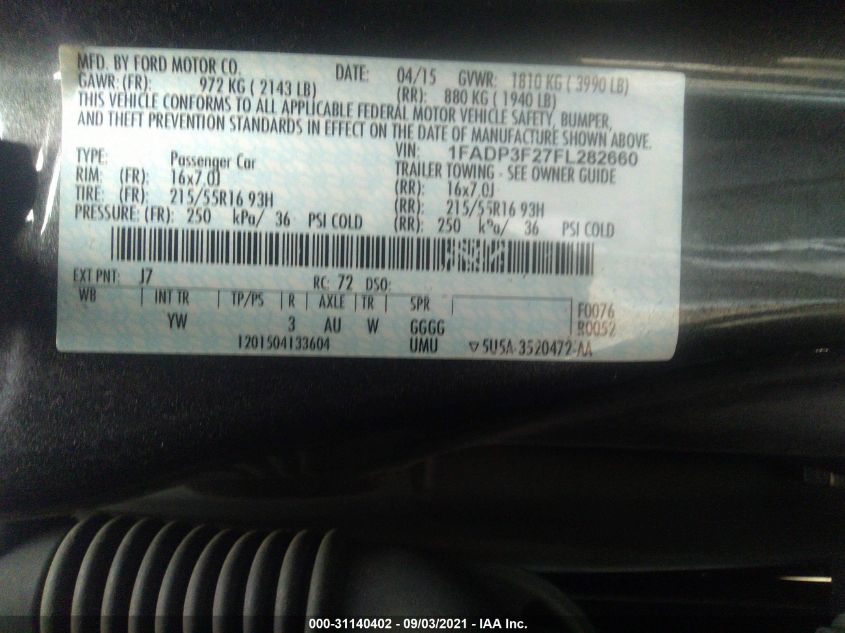 MFD. BY FORD MOTOR CO. DATE: 04/15 GVWR: 1810 KG ( 3990 LB)
GAWR: (FR): 972 KG ( 2143 LB) (RR): 880 KG ( 1940 LB)
THIS VEHICLE CONFORMS TO ALL APPLICABLE FEDERAL MOTOR VEHICLE SAFETY, BUMPER,
AND THEFT PREVENTION STANDARDS IN EFFECT ON THE DATE OF MANUFACTURE SHOWN ABOVE.
VIN: 1FADP3F27FL282660
TYPE: Passenger Car TRAILER TOWING - SEE OWNER GUIDE
RIM: (FR): 16x7.0J (RR): 16x7.0J
TIRE: (FR): 215/55R16 93H (RR): 215/55R16 93H
PRESSURE: (FR): 250 kPa/ 36 PSI COLD (RR): 250 kPa/ 36 PSI COLD
EXT PNT: J7 RC: 72 DSO:
WB INT TR TP/PS R AXLE TR SPR F0076
YW 3 AU W GGGG R0052
1201504133604 UMU 5U5A-3520472-AA
000-31140402 - 09/03/2021 - IAA Inc.